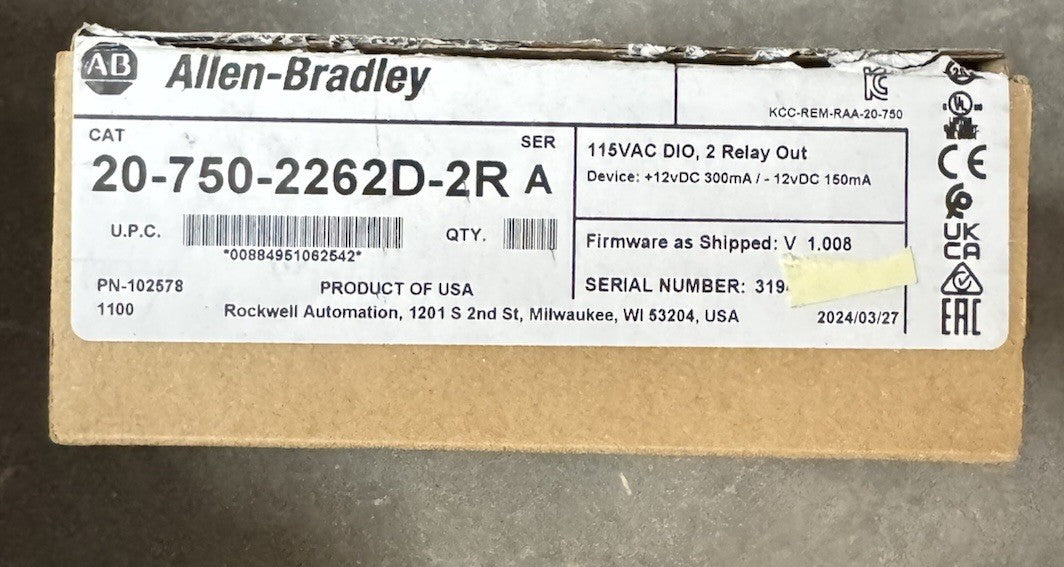 AB Allen-Bradley
KCC-REM-RAA-20-750
CAT
SER
20-750-2262D-2R A
115VAC DIO, 2 Relay Out
Device: +12vDC 300mA / - 12vDC 150mA
U.P.C.
QTY.
*00884951062542*
Firmware as Shipped: V 1.008
PN-102578
PRODUCT OF USA
SERIAL NUMBER: 319
1100
Rockwell Automation, 1201 S 2nd St, Milwaukee, WI 53204, USA
2024/03/27
UL
CE
UK
CA
EAC